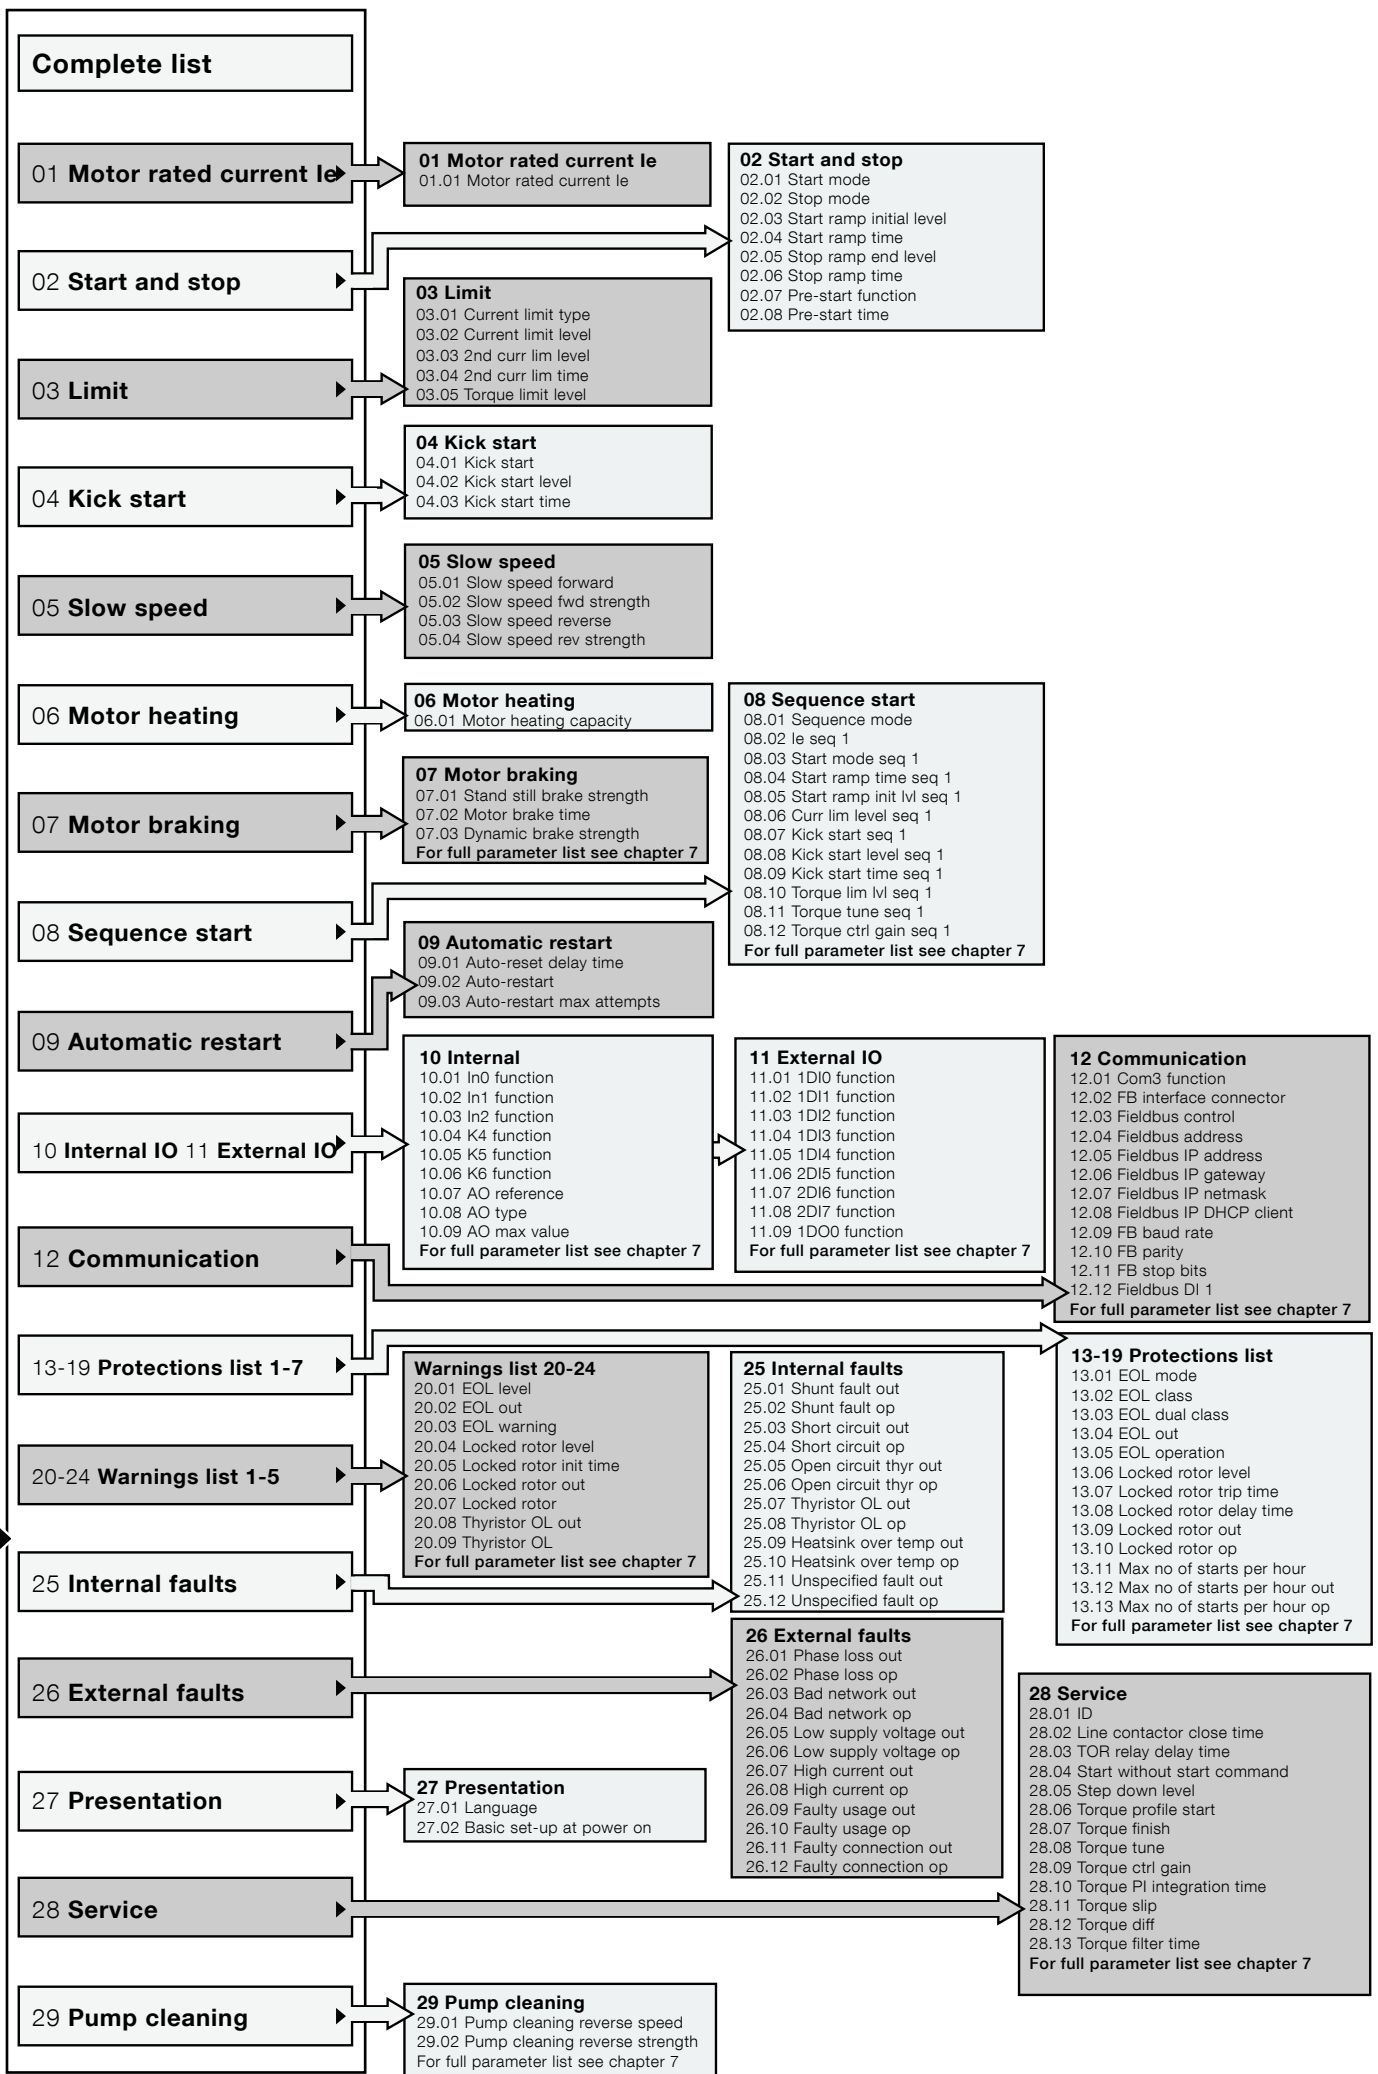 Complete list
01 Motor rated current Ie
01 Motor rated current Ie
01.01 Motor rated current Ie
02 Start and stop
02 Start and stop
02.01 Start mode
02.02 Stop mode
02.03 Start ramp initial level
02.04 Start ramp time
02.05 Stop ramp end level
02.06 Stop ramp time
02.07 Pre-start function
02.08 Pre-start time
03 Limit
03 Limit
03.01 Current limit type
03.02 Current limit level
03.03 2nd curr lim level
03.04 2nd curr lim time
03.05 Torque limit level
04 Kick start
04 Kick start
04.01 Kick start
04.02 Kick start level
04.03 Kick start time
05 Slow speed
05 Slow speed
05.01 Slow speed forward
05.02 Slow speed fwd strength
05.03 Slow speed reverse
05.04 Slow speed rev strength
06 Motor heating
06 Motor heating
06.01 Motor heating capacity
07 Motor braking
07 Motor braking
07.01 Stand still brake strength
07.02 Motor brake time
07.03 Dynamic brake strength
For full parameter list see chapter 7
08 Sequence start
08 Sequence start
08.01 Sequence mode
08.02 Ie seq 1
08.03 Start mode seq 1
08.04 Start ramp time seq 1
08.05 Start ramp init lvl seq 1
08.06 Curr lim level seq 1
08.07 Kick start seq 1
08.08 Kick start level seq 1
08.09 Kick start time seq 1
08.10 Torque lim lvl seq 1
08.11 Torque tune seq 1
08.12 Torque ctrl gain seq 1
For full parameter list see chapter 7
09 Automatic restart
09 Automatic restart
09.01 Auto-reset delay time
09.02 Auto-restart
09.03 Auto-restart max attempts
10 Internal IO 11 External IO
10 Internal
10.01 In0 function
10.02 In1 function
10.03 In2 function
10.04 K4 function
10.05 K5 function
10.06 K6 function
10.07 AO reference
10.08 AO type
10.09 AO max value
For full parameter list see chapter 7
11 External IO
11.01 1DI0 function
11.02 1DI1 function
11.03 1DI2 function
11.04 1DI3 function
11.05 1DI4 function
11.06 2DI5 function
11.07 2DI6 function
11.08 2DI7 function
11.09 1DO0 function
For full parameter list see chapter 7
12 Communication
12 Communication
12.01 Com3 function
12.02 FB interface connector
12.03 Fieldbus control
12.04 Fieldbus address
12.05 Fieldbus IP address
12.06 Fieldbus IP gateway
12.07 Fieldbus IP netmask
12.08 Fieldbus IP DHCP client
12.09 FB baud rate
12.10 FB parity
12.11 FB stop bits
12.12 Fieldbus DI 1
For full parameter list see chapter 7
13-19 Protections list 1-7
13-19 Protections list
13.01 EOL mode
13.02 EOL class
13.03 EOL dual class
13.04 EOL out
13.05 EOL operation
13.06 Locked rotor level
13.07 Locked rotor trip time
13.08 Locked rotor delay time
13.09 Locked rotor out
13.10 Locked rotor op
13.11 Max no of starts per hour
13.12 Max no of starts per hour out
13.13 Max no of starts per hour op
For full parameter list see chapter 7
20-24 Warnings list 1-5
Warnings list 20-24
20.01 EOL level
20.02 EOL out
20.03 EOL warning
20.04 Locked rotor level
20.05 Locked rotor init time
20.06 Locked rotor out
20.07 Locked rotor
20.08 Thyristor OL out
20.09 Thyristor OL
For full parameter list see chapter 7
25 Internal faults
25 Internal faults
25.01 Shunt fault out
25.02 Shunt fault op
25.03 Short circuit out
25.04 Short circuit op
25.05 Open circuit thyr out
25.06 Open circuit thyr op
25.07 Thyristor OL out
25.08 Thyristor OL op
25.09 Heatsink over temp out
25.10 Heatsink over temp op
25.11 Unspecified fault out
25.12 Unspecified fault op
26 External faults
26 External faults
26.01 Phase loss out
26.02 Phase loss op
26.03 Bad network out
26.04 Bad network op
26.05 Low supply voltage out
26.06 Low supply voltage op
26.07 High current out
26.08 High current op
26.09 Faulty usage out
26.10 Faulty usage op
26.11 Faulty connection out
26.12 Faulty connection op
27 Presentation
27 Presentation
27.01 Language
27.02 Basic set-up at power on
28 Service
28 Service
28.01 ID
28.02 Line contactor close time
28.03 TOR relay delay time
28.04 Start without start command
28.05 Step down level
28.06 Torque profile start
28.07 Torque finish
28.08 Torque tune
28.09 Torque ctrl gain
28.10 Torque PI integration time
28.11 Torque slip
28.12 Torque diff
28.13 Torque filter time
For full parameter list see chapter 7
29 Pump cleaning
29 Pump cleaning
29.01 Pump cleaning reverse speed
29.02 Pump cleaning reverse strength
For full parameter list see chapter 7